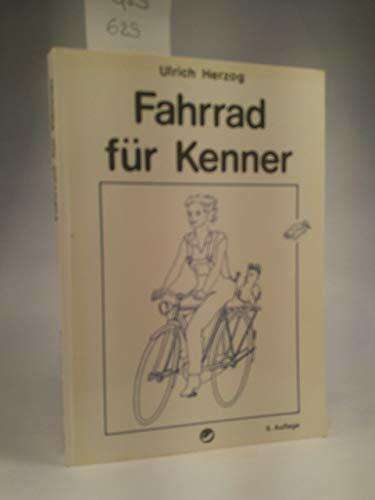 625
Ulrich Herzog
Fahrrad
für Kenner
Auflage